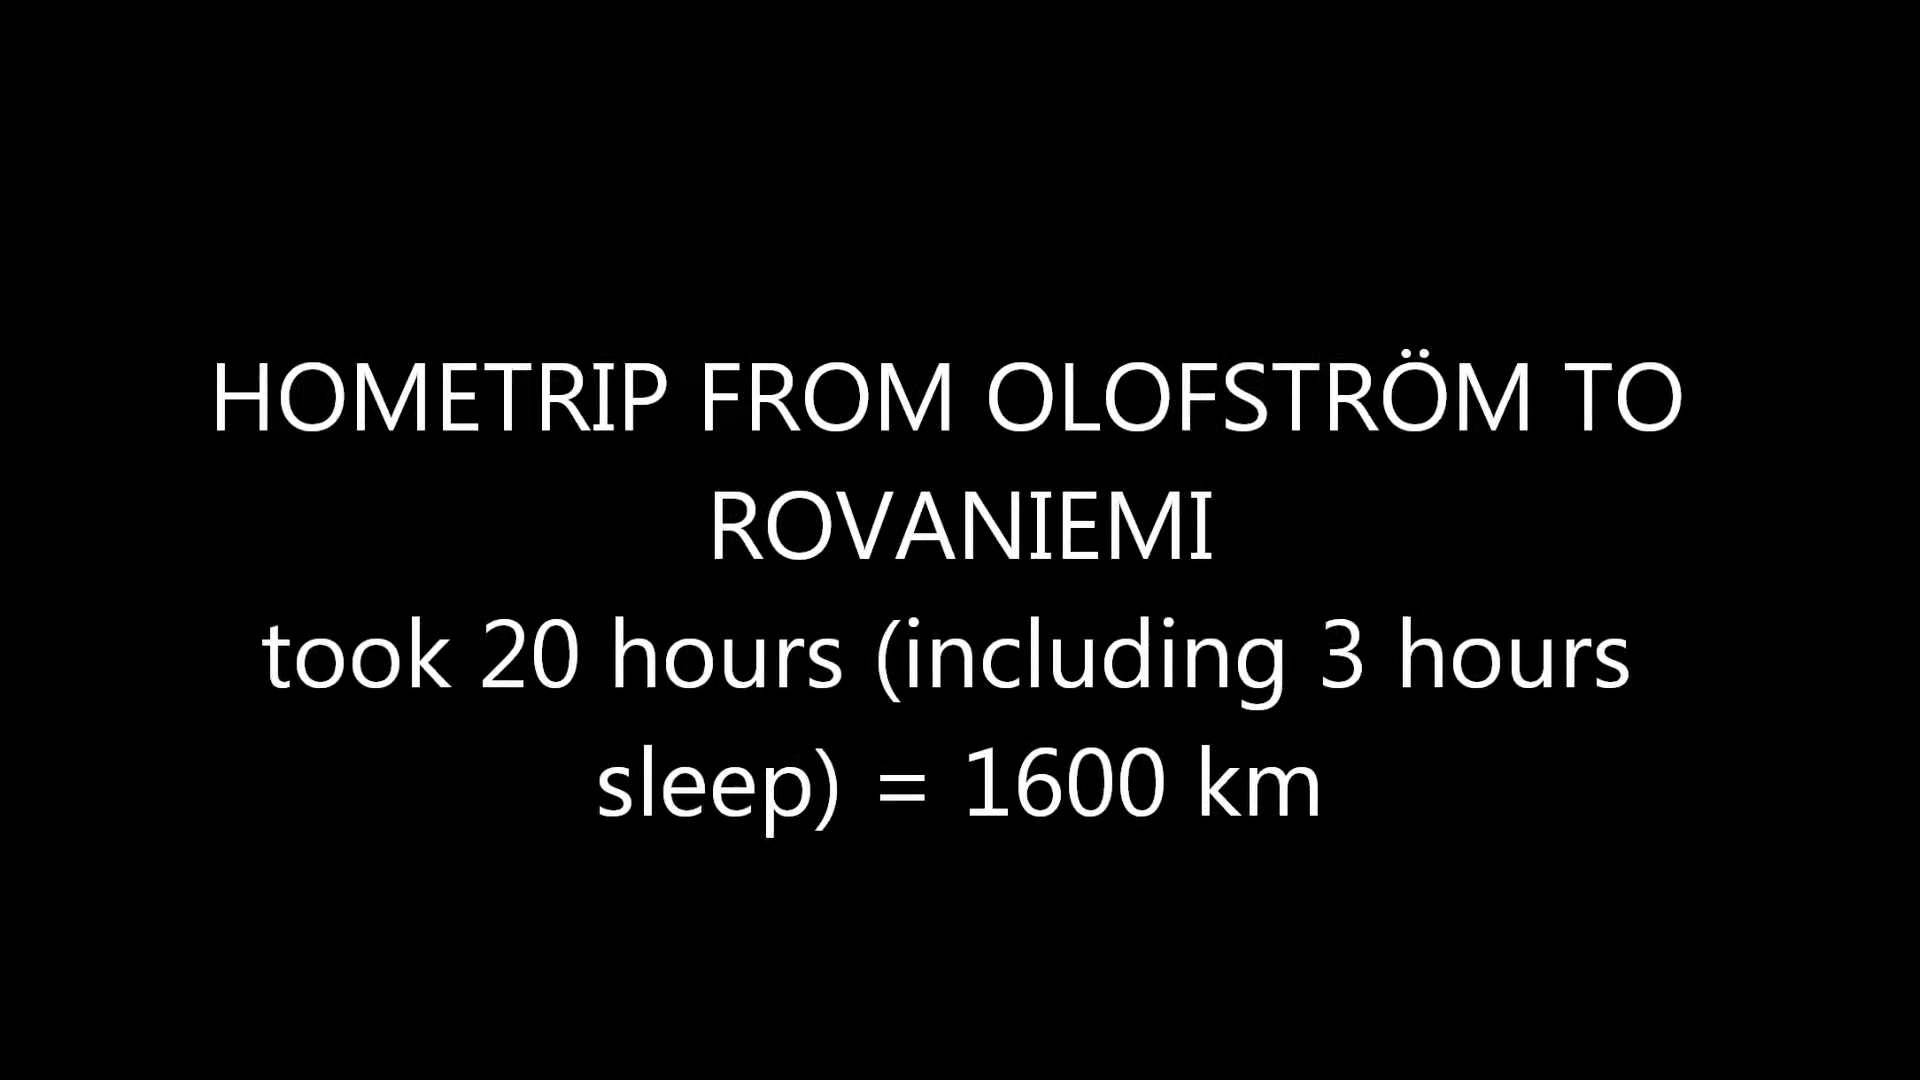 HOMETRIP FROM OLOFSTRÖM TO
ROVANIEMI
took 20 hours (including 3 hours
sleep) = 1600 km